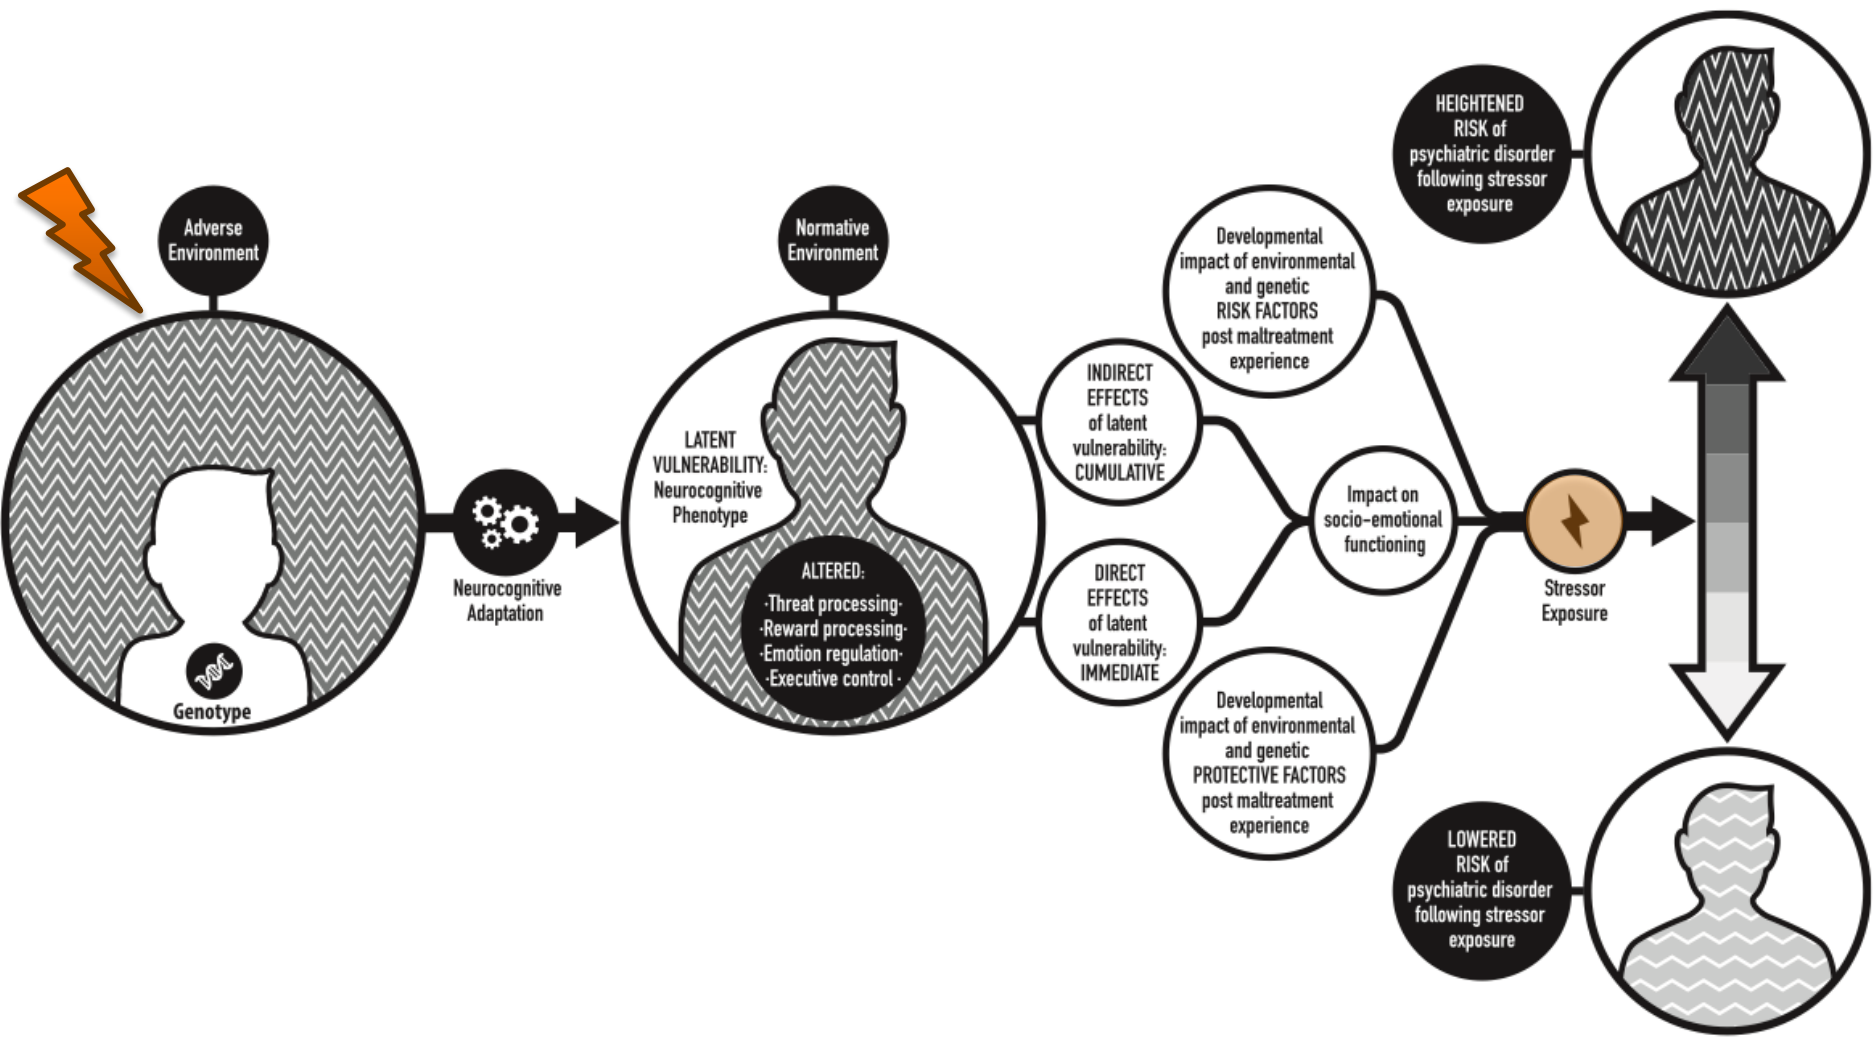 Adverse
Environment
Genotype
Neurocognitive
Adaptation
Normative
Environment
LATENT
VULNERABILITY:
Neurocognitive
Phenotype
ALTERED:
·Threat processing·
·Reward processing·
·Emotion regulation·
·Executive control ·
INDIRECT
EFFECTS
of latent
vulnerability:
CUMULATIVE
DIRECT
EFFECTS
of latent
vulnerability:
IMMEDIATE
Developmental
impact of environmental
and genetic
RISK FACTORS
post maltreatment
experience
Impact on
socio-emotional
functioning
Developmental
impact of environmental
and genetic
PROTECTIVE FACTORS
post maltreatment
experience
Stressor
Exposure
HEIGHTENED
RISK of
psychiatric disorder
following stressor
exposure
LOWERED
RISK of
psychiatric disorder
following stressor
exposure